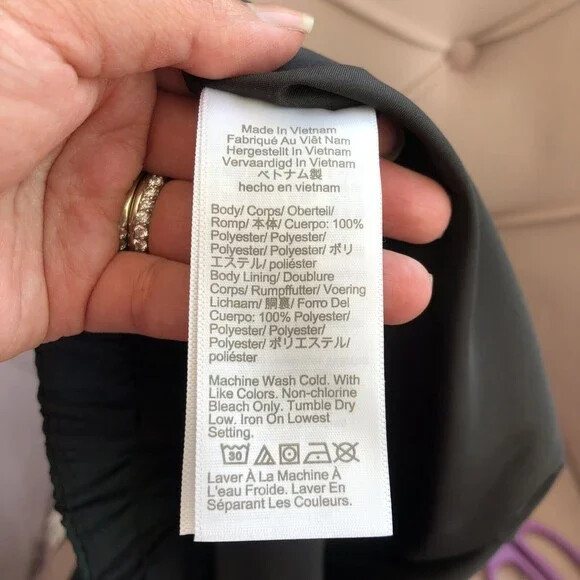 Made In Vietnam
Fabriqué Au Viêt Nam
Hergestellt In Vietnam
Vervaardigd In Vietnam
ベトナム製
hecho en vietnam
Body/ Corps/ Oberteil/
Romp/ 本体/ Cuerpo: 100%
Polyester/ Polyester/
Polyester/ Polyester/ ポリ
エステル/ poliéster
Body Lining/ Doublure
Corps/ Rumpffutter/ Voering
Lichaam/ 胴裏/ Forro Del
Cuerpo: 100% Polyester/
Polyester/ Polyester/
Polyester/ ポリエステル/
poliéster
Machine Wash Cold. With
Like Colors. Non-chlorine
Bleach Only. Tumble Dry
Low. Iron On Lowest
Setting.
30
Laver À La Machine À
L'eau Froide. Laver En
Séparant Les Couleurs.